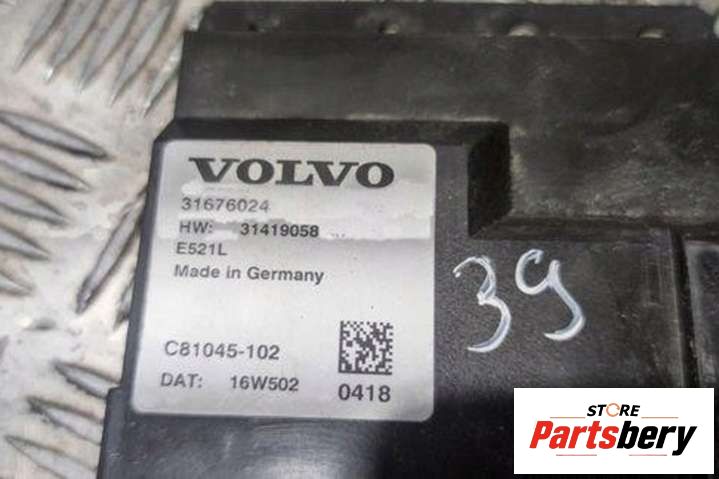 VOLVO
31676024
HW: 31419058
E521L
Made in Germany
C81045-102
DAT: 16W502
0418
39
STORE
Partsbery